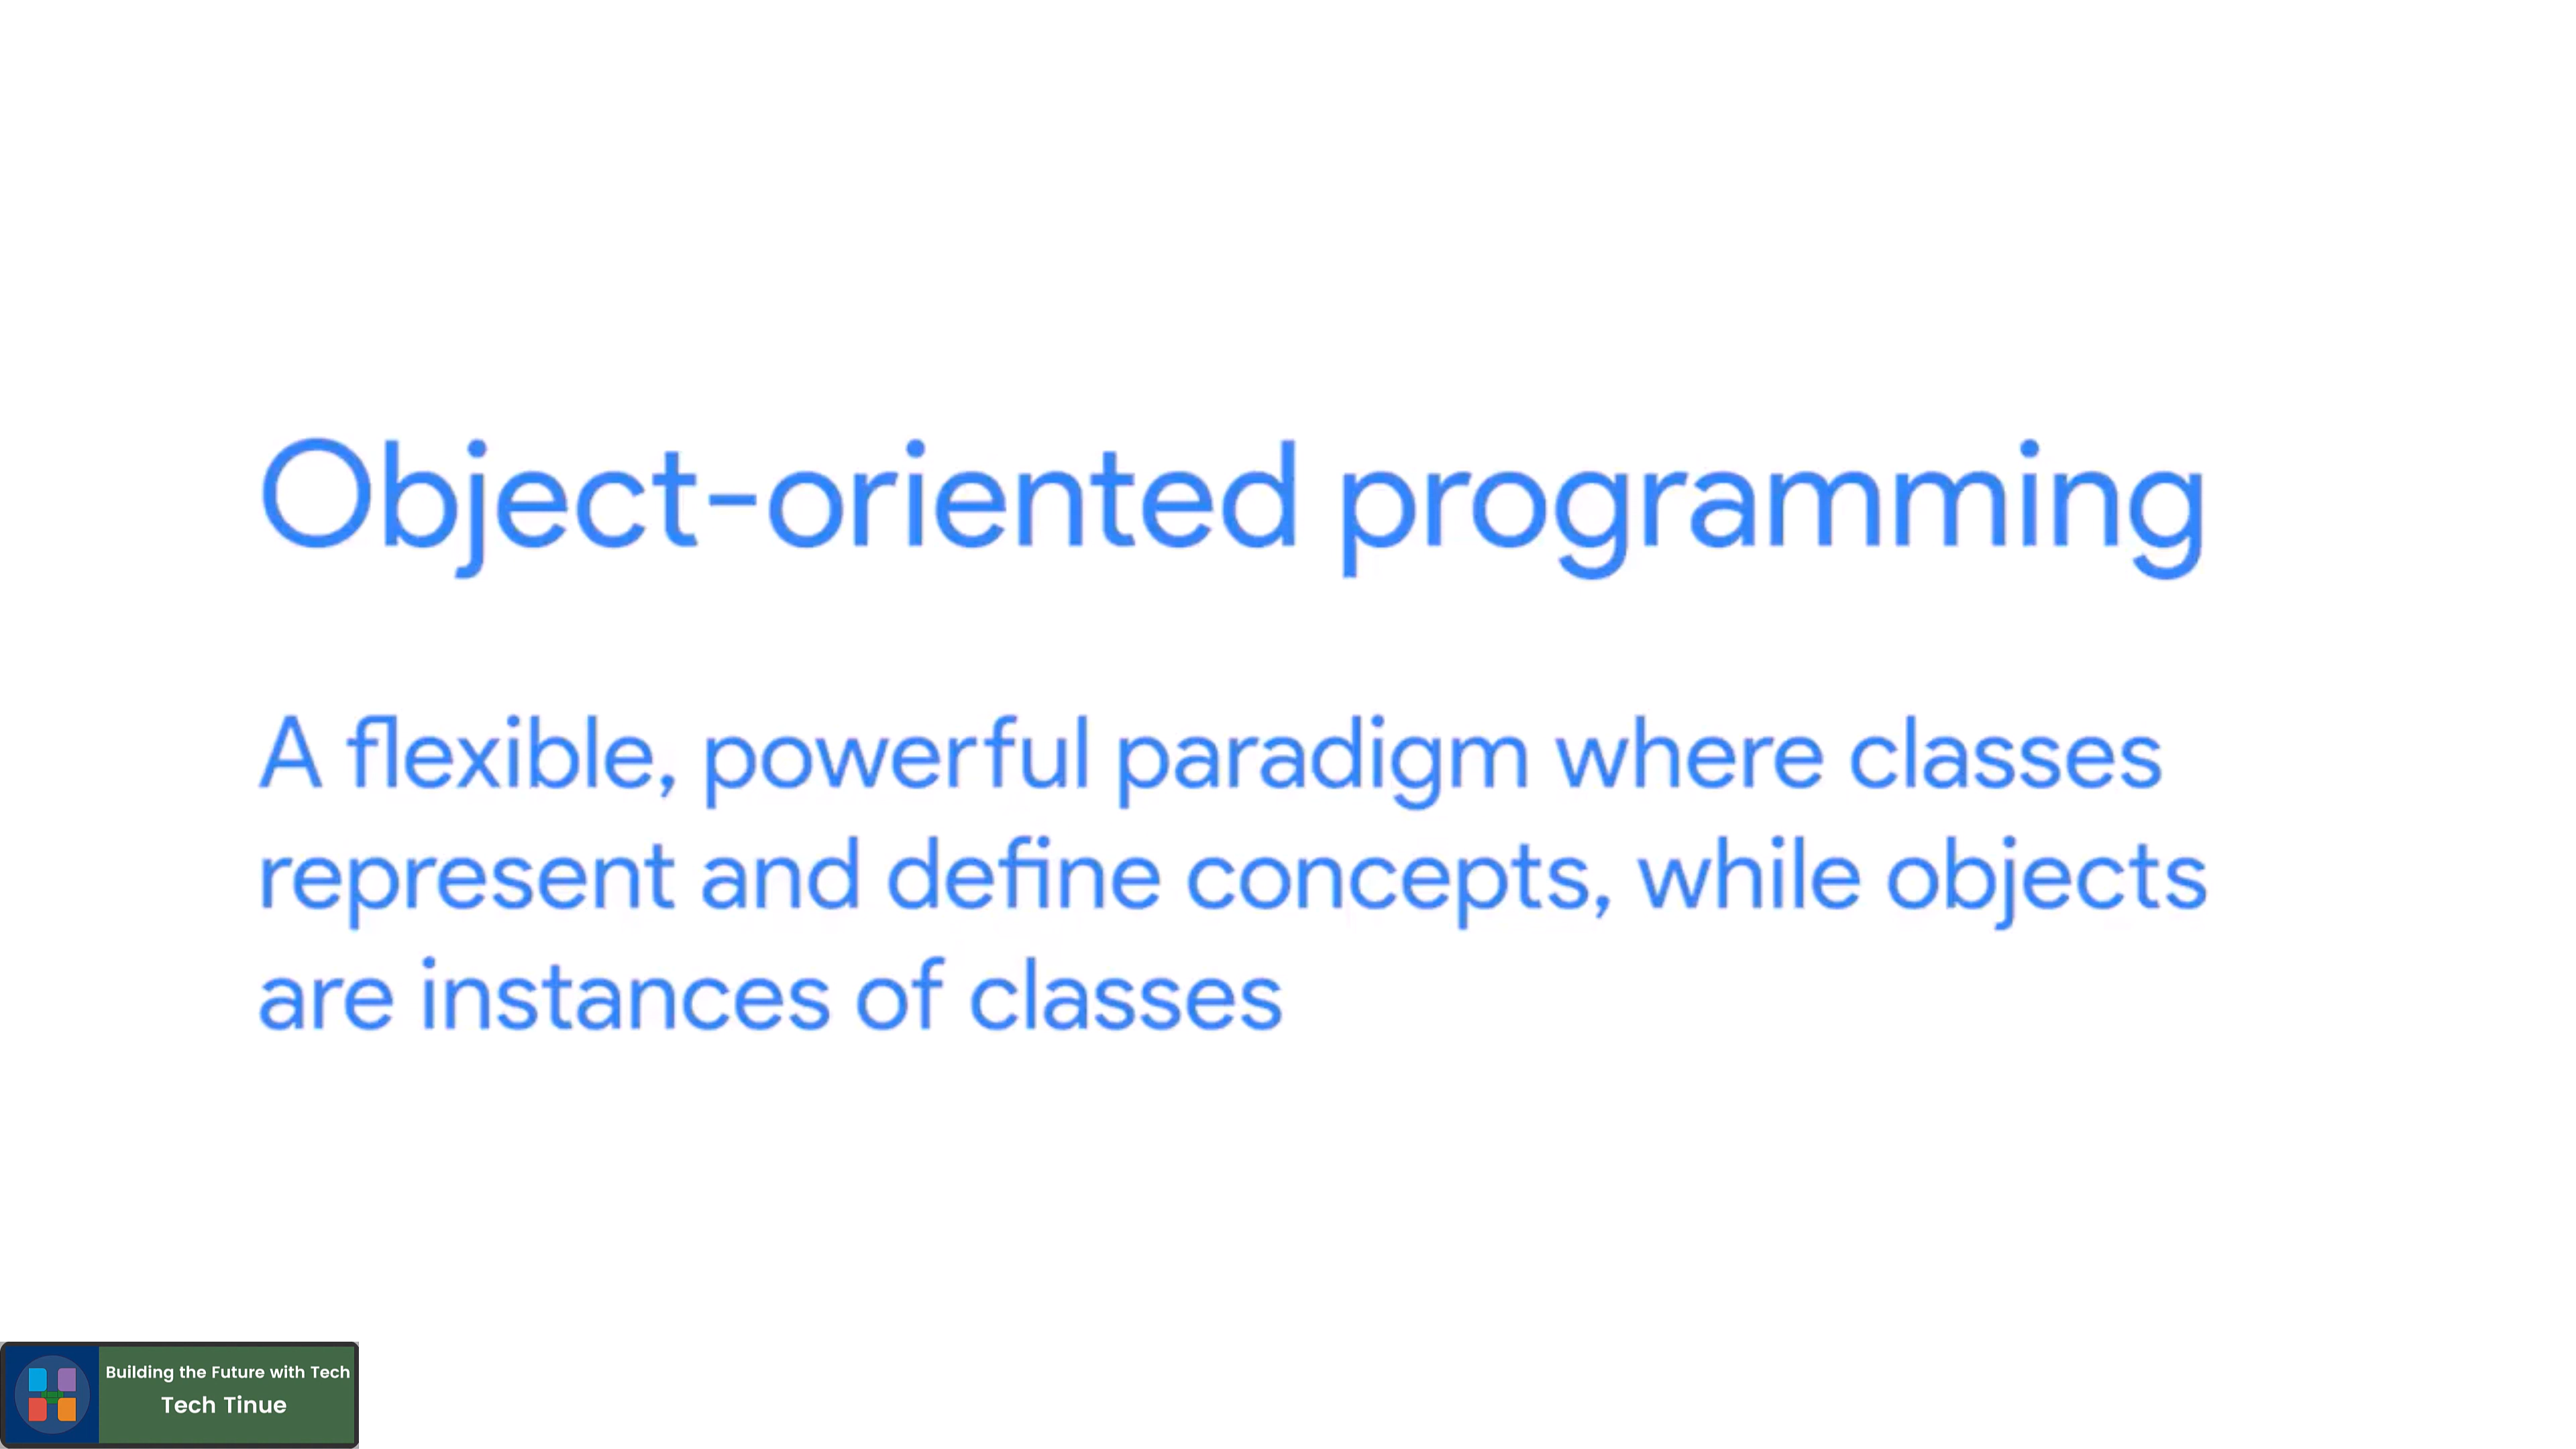 Object-oriented programming
A flexible, powerful paradigm where classes
represent and define concepts, while objects
are instances of classes
Building the Future with Tech
Tech Tinue